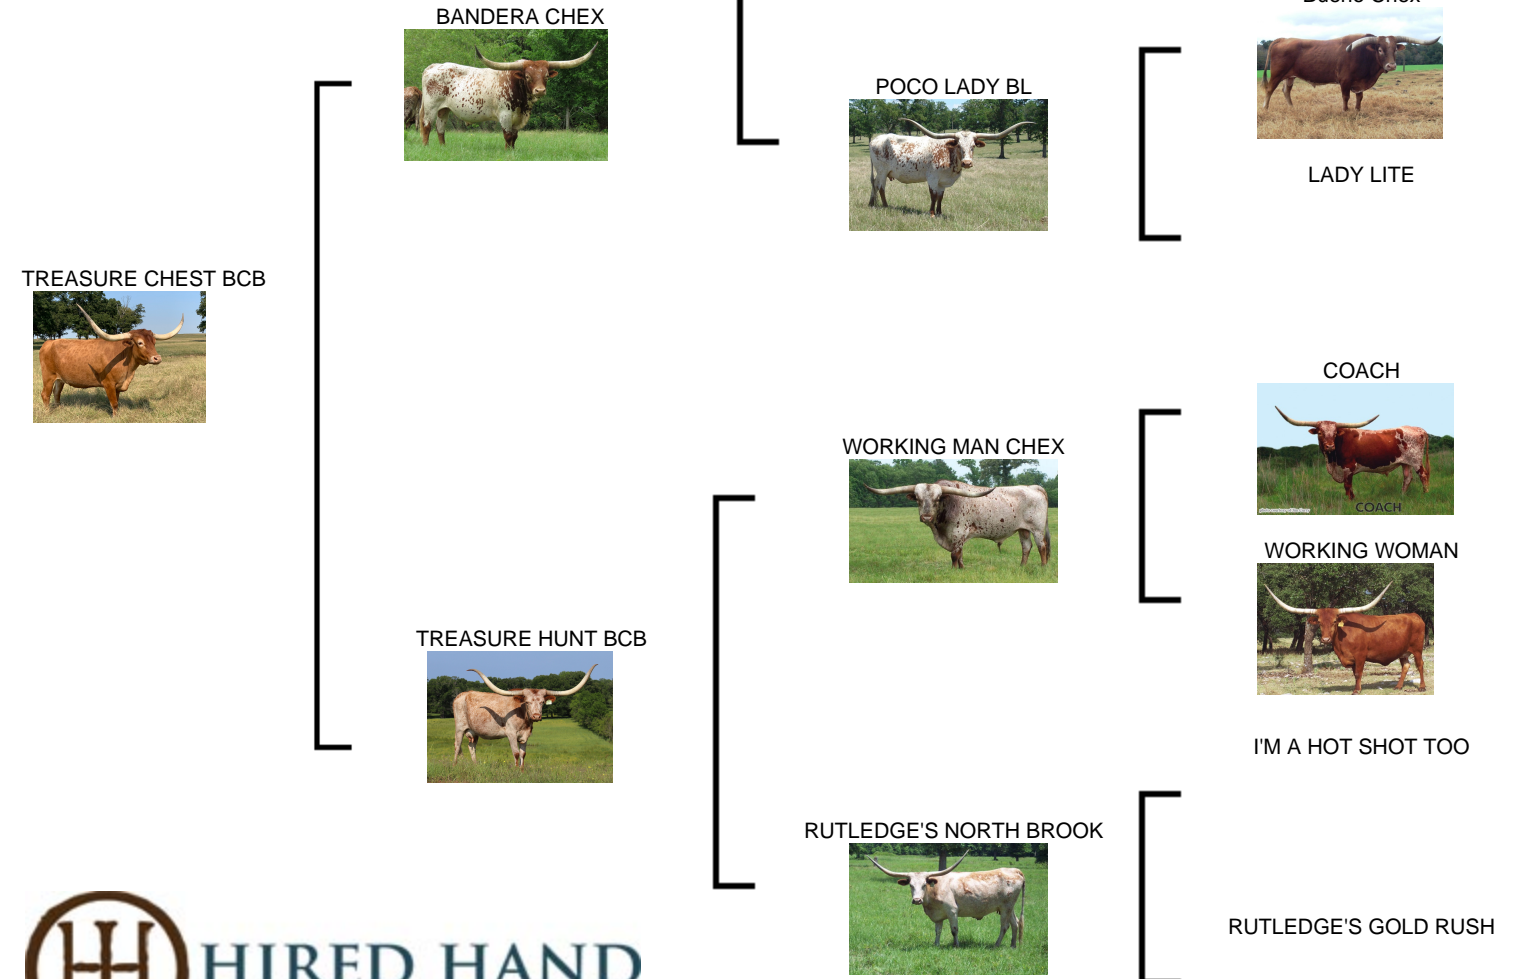 BANDERA CHEX
POCO LADY BL
LADY LITE
TREASURE CHEST BCB
COACH
COACH
WORKING MAN CHEX
WORKING WOMAN
TREASURE HUNT BCB
I'M A HOT SHOT TOO
RUTLEDGE'S NORTH BROOK
RUTLEDGE'S GOLD RUSH
HIRED HAND